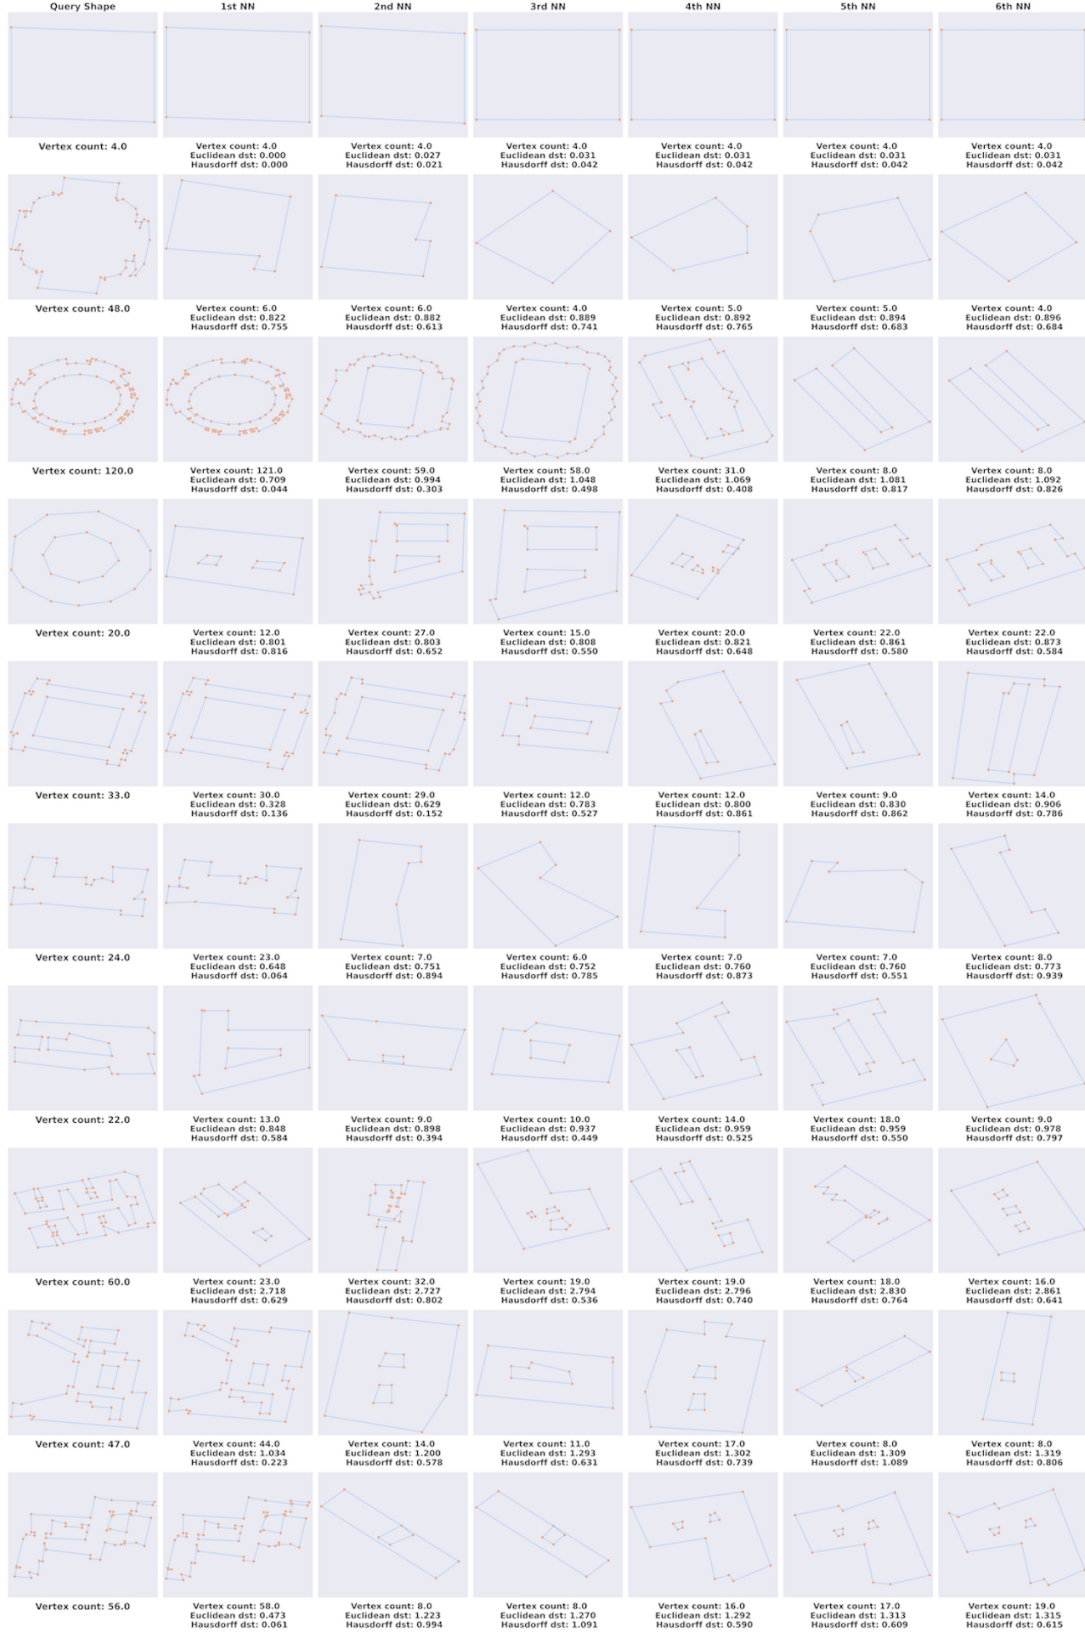 Query Shape 1st NN 2nd NN 3rd NN 4th NN 5th NN 6th NN
Vertex count: 4.0 Vertex count: 4.0 Vertex count: 4.0 Vertex count: 4.0 Vertex count: 4.0 Vertex count: 4.0 Vertex count: 4.0
Euclidean dst: 0.000 Euclidean dst: 0.027 Euclidean dst: 0.031 Euclidean dst: 0.031 Euclidean dst: 0.031 Euclidean dst: 0.031
Hausdorff dst: 0.000 Hausdorff dst: 0.021 Hausdorff dst: 0.042 Hausdorff dst: 0.042 Hausdorff dst: 0.042 Hausdorff dst: 0.042
Vertex count: 48.0 Vertex count: 6.0 Vertex count: 6.0 Vertex count: 4.0 Vertex count: 5.0 Vertex count: 5.0 Vertex count: 4.0
Euclidean dst: 0.822 Euclidean dst: 0.882 Euclidean dst: 0.889 Euclidean dst: 0.892 Euclidean dst: 0.894 Euclidean dst: 0.896
Hausdorff dst: 0.755 Hausdorff dst: 0.613 Hausdorff dst: 0.741 Hausdorff dst: 0.765 Hausdorff dst: 0.683 Hausdorff dst: 0.684
Vertex count: 120.0 Vertex count: 121.0 Vertex count: 59.0 Vertex count: 58.0 Vertex count: 31.0 Vertex count: 8.0 Vertex count: 8.0
Euclidean dst: 0.709 Euclidean dst: 0.994 Euclidean dst: 1.048 Euclidean dst: 1.069 Euclidean dst: 1.081 Euclidean dst: 1.092
Hausdorff dst: 0.044 Hausdorff dst: 0.303 Hausdorff dst: 0.498 Hausdorff dst: 0.408 Hausdorff dst: 0.817 Hausdorff dst: 0.826
Vertex count: 20.0 Vertex count: 12.0 Vertex count: 27.0 Vertex count: 15.0 Vertex count: 20.0 Vertex count: 22.0 Vertex count: 22.0
Euclidean dst: 0.801 Euclidean dst: 0.803 Euclidean dst: 0.808 Euclidean dst: 0.821 Euclidean dst: 0.861 Euclidean dst: 0.873
Hausdorff dst: 0.816 Hausdorff dst: 0.652 Hausdorff dst: 0.550 Hausdorff dst: 0.648 Hausdorff dst: 0.580 Hausdorff dst: 0.584
Vertex count: 33.0 Vertex count: 30.0 Vertex count: 29.0 Vertex count: 12.0 Vertex count: 12.0 Vertex count: 9.0 Vertex count: 14.0
Euclidean dst: 0.328 Euclidean dst: 0.629 Euclidean dst: 0.783 Euclidean dst: 0.800 Euclidean dst: 0.830 Euclidean dst: 0.906
Hausdorff dst: 0.136 Hausdorff dst: 0.152 Hausdorff dst: 0.527 Hausdorff dst: 0.861 Hausdorff dst: 0.862 Hausdorff dst: 0.786
Vertex count: 24.0 Vertex count: 23.0 Vertex count: 7.0 Vertex count: 6.0 Vertex count: 7.0 Vertex count: 7.0 Vertex count: 8.0
Euclidean dst: 0.648 Euclidean dst: 0.751 Euclidean dst: 0.752 Euclidean dst: 0.760 Euclidean dst: 0.760 Euclidean dst: 0.773
Hausdorff dst: 0.064 Hausdorff dst: 0.894 Hausdorff dst: 0.785 Hausdorff dst: 0.873 Hausdorff dst: 0.551 Hausdorff dst: 0.939
Vertex count: 22.0 Vertex count: 13.0 Vertex count: 9.0 Vertex count: 10.0 Vertex count: 14.0 Vertex count: 18.0 Vertex count: 9.0
Euclidean dst: 0.848 Euclidean dst: 0.898 Euclidean dst: 0.937 Euclidean dst: 0.959 Euclidean dst: 0.959 Euclidean dst: 0.978
Hausdorff dst: 0.584 Hausdorff dst: 0.394 Hausdorff dst: 0.449 Hausdorff dst: 0.525 Hausdorff dst: 0.550 Hausdorff dst: 0.797
Vertex count: 60.0 Vertex count: 23.0 Vertex count: 32.0 Vertex count: 19.0 Vertex count: 19.0 Vertex count: 18.0 Vertex count: 16.0
Euclidean dst: 2.718 Euclidean dst: 2.727 Euclidean dst: 2.794 Euclidean dst: 2.796 Euclidean dst: 2.830 Euclidean dst: 2.861
Hausdorff dst: 0.629 Hausdorff dst: 0.802 Hausdorff dst: 0.536 Hausdorff dst: 0.740 Hausdorff dst: 0.764 Hausdorff dst: 0.641
Vertex count: 47.0 Vertex count: 44.0 Vertex count: 14.0 Vertex count: 11.0 Vertex count: 17.0 Vertex count: 8.0 Vertex count: 8.0
Euclidean dst: 1.034 Euclidean dst: 1.200 Euclidean dst: 1.293 Euclidean dst: 1.302 Euclidean dst: 1.309 Euclidean dst: 1.319
Hausdorff dst: 0.223 Hausdorff dst: 0.578 Hausdorff dst: 0.631 Hausdorff dst: 0.739 Hausdorff dst: 1.089 Hausdorff dst: 0.806
Vertex count: 56.0 Vertex count: 58.0 Vertex count: 8.0 Vertex count: 8.0 Vertex count: 16.0 Vertex count: 17.0 Vertex count: 19.0
Euclidean dst: 0.473 Euclidean dst: 1.223 Euclidean dst: 1.270 Euclidean dst: 1.292 Euclidean dst: 1.313 Euclidean dst: 1.315
Hausdorff dst: 0.061 Hausdorff dst: 0.994 Hausdorff dst: 1.091 Hausdorff dst: 0.590 Hausdorff dst: 0.609 Hausdorff dst: 0.615